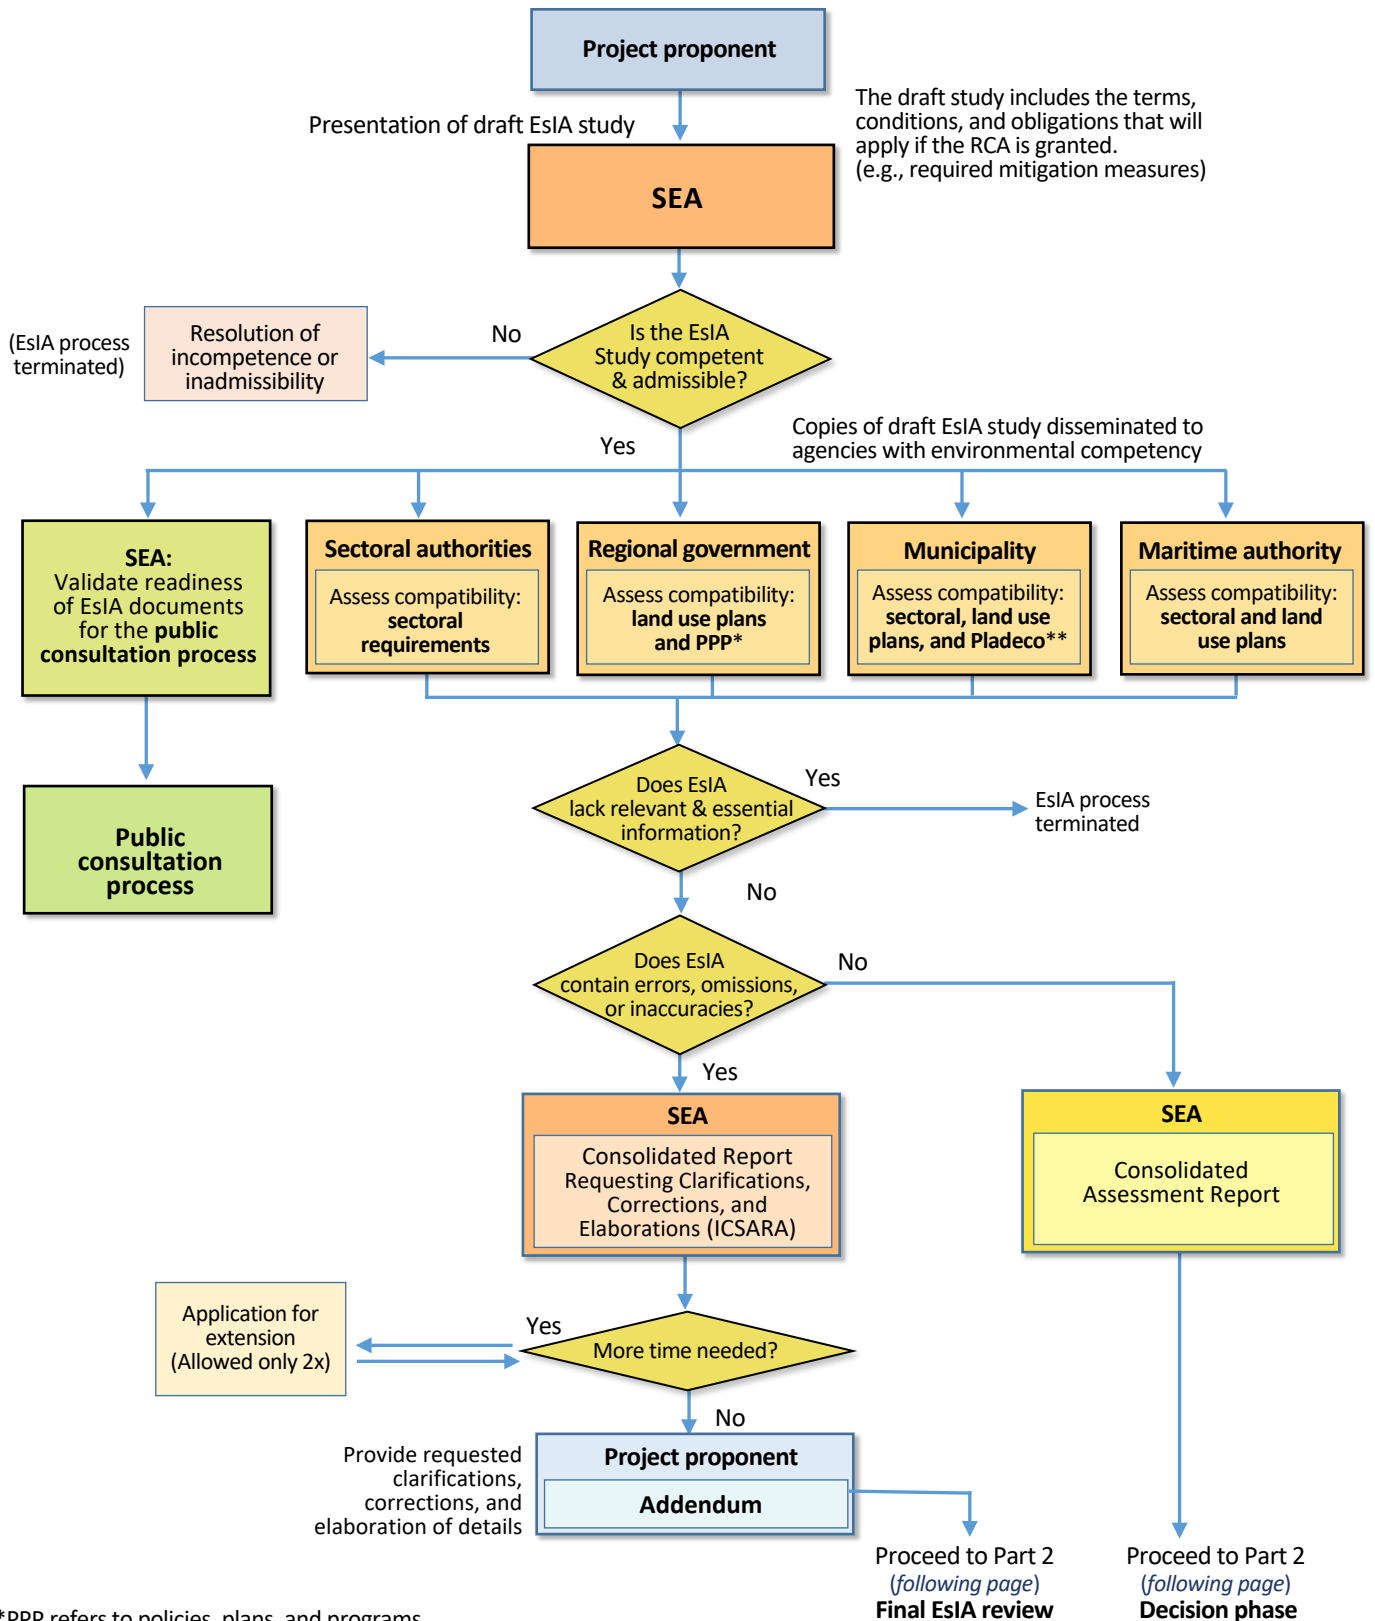 Project proponent
Presentation of draft EsIA study
The draft study includes the terms,
conditions, and obligations that will
apply if the RCA is granted.
(e.g., required mitigation measures)
SEA
Is the EsIA
Study competent
& admissible?
No
Resolution of
incompetence or
inadmissibility
(EsIA process
terminated)
Yes
Copies of draft EsIA study disseminated to
agencies with environmental competency
SEA:
Validate readiness
of EsIA documents
for the public
consultation process
Sectoral authorities
Assess compatibility:
sectoral
requirements
Regional government
Assess compatibility:
land use plans
and PPP*
Municipality
Assess compatibility:
sectoral, land use
plans, and Pladeco**
Maritime authority
Assess compatibility:
sectoral and land
use plans
Public
consultation
process
Does EsIA
lack relevant & essential
information?
Yes
EsIA process
terminated
No
Does EsIA
contain errors, omissions,
or inaccuracies?
No
Yes
SEA
Consolidated Report
Requesting Clarifications,
Corrections, and
Elaborations (ICSARA)
SEA
Consolidated
Assessment Report
Application for
extension
(Allowed only 2x)
Yes
More time needed?
No
Provide requested
clarifications,
corrections, and
elaboration of details
Project proponent
Addendum
Proceed to Part 2
(following page)
Final EsIA review
Proceed to Part 2
(following page)
Decision phase
*PPP refers to policies, plans, and programs